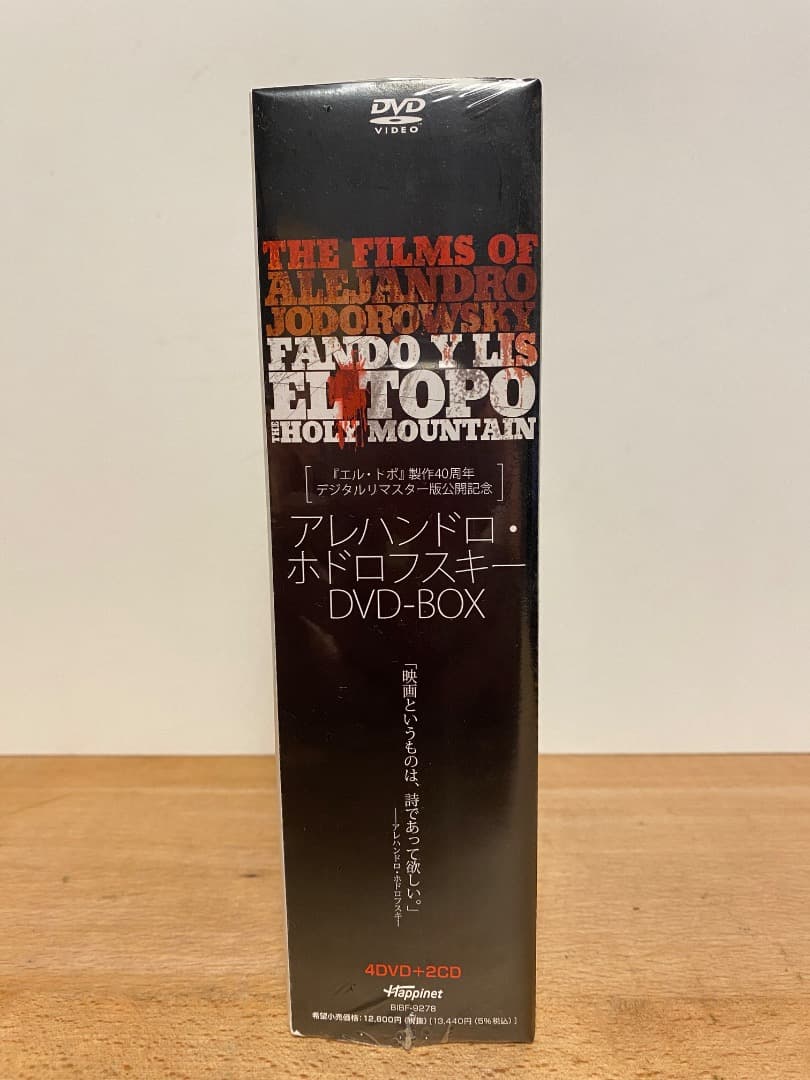 DVD
VIDEO
THE FILMS OF
ALEJANDRO
JODOROWSKY
FANDO Y LIS
EL TOPO
THE HOLY MOUNTAIN
『エル・トポ』製作40周年
デジタルリマスター版公開記念
アレハンドロ・
ホドロフスキー
DVD-BOX
「映画というものは、詩であって欲しい。」
――アレハンドロ・ホドロフスキー
4DVD+2CD
Happinet
BIBF-9278
希望小売価格:12,800円(税抜)[13,440円(5%税込)]